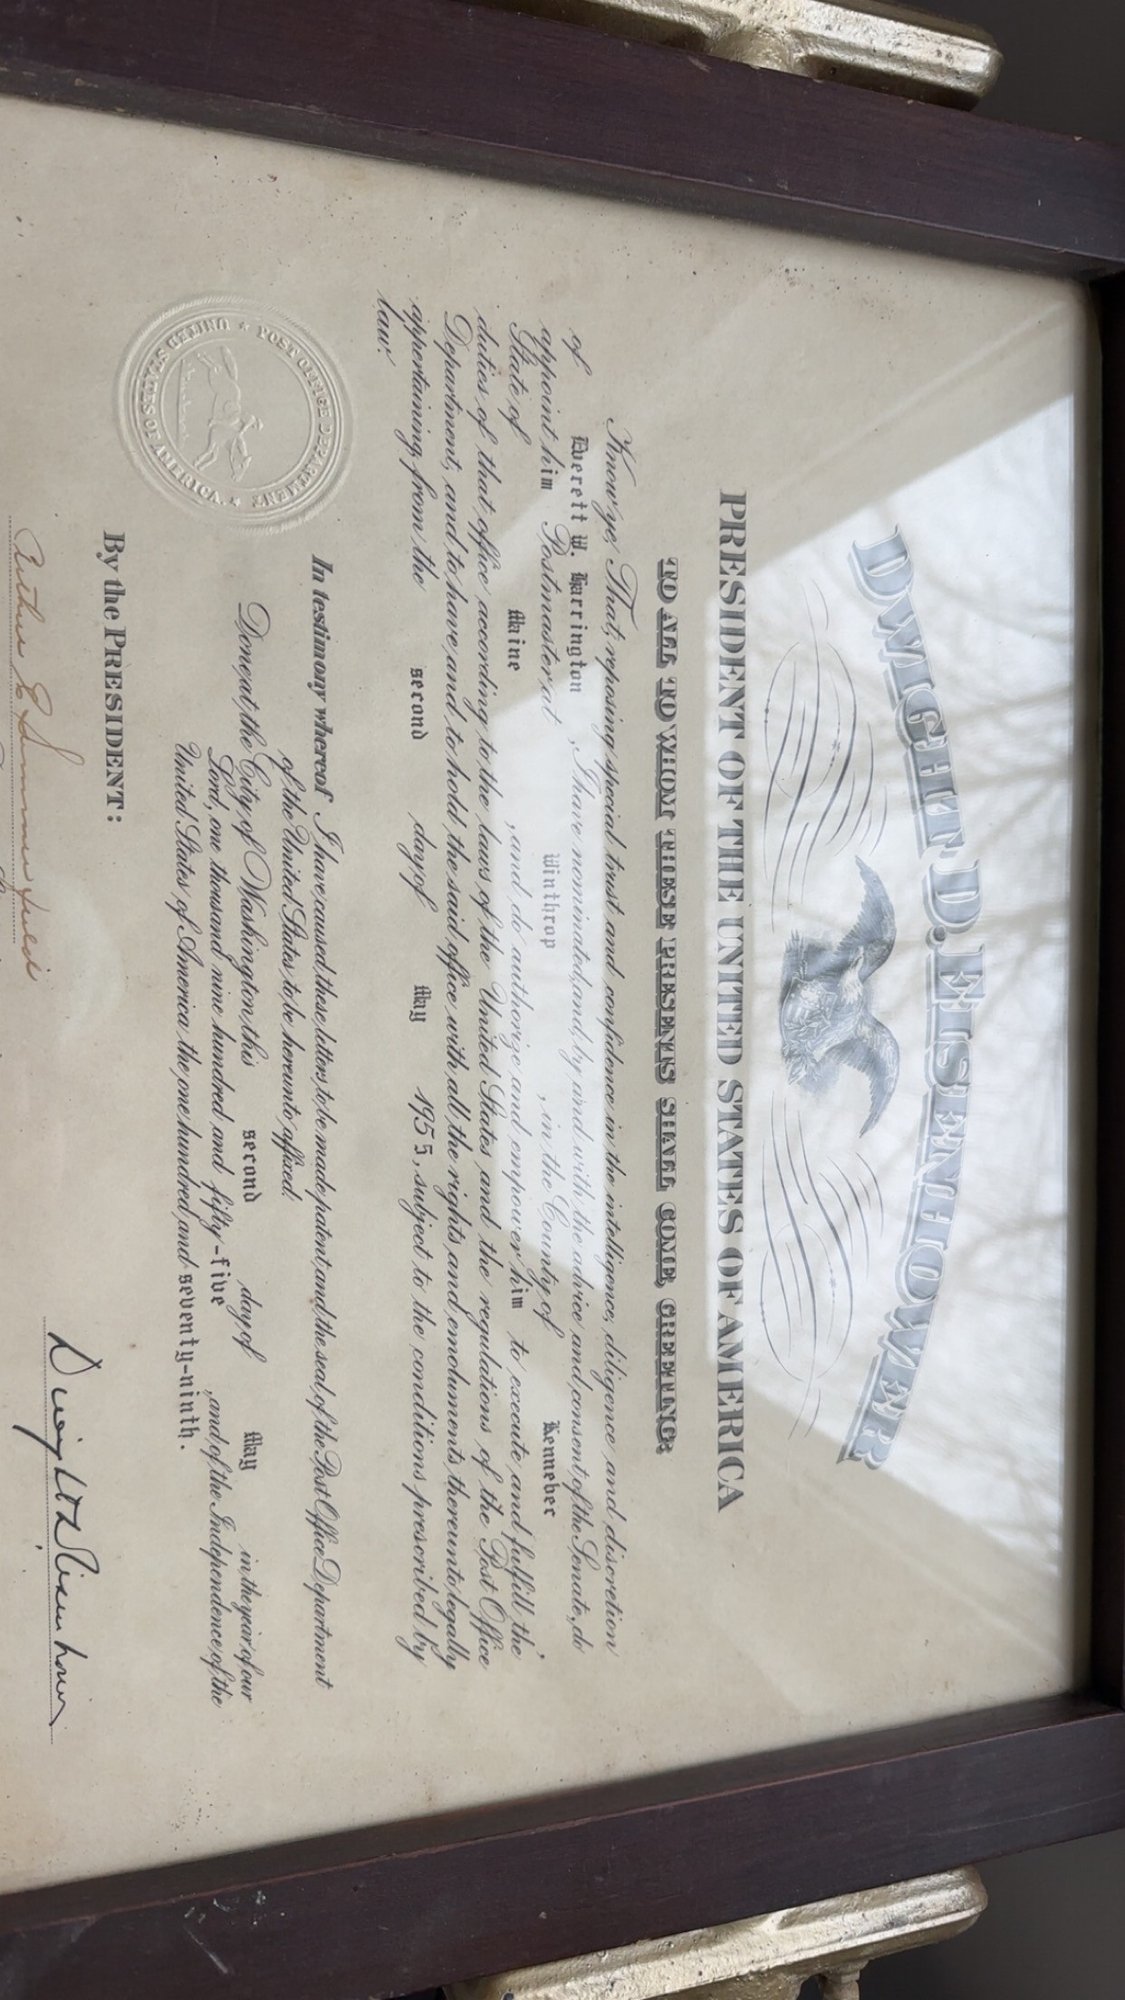 DWIGHT D. EISENHOWER
PRESIDENT OF THE UNITED STATES OF AMERICA
TO ALL TO WHOM THESE PRESENTS SHALL COME, GREETING:
Know ye, That, reposing special trust and confidence in the intelligence, diligence and discretion
of Everett W. Harrington , I have nominated, and, by and with the advice and consent of the Senate, do
appoint him Postmaster, at Winthrop , in the County of Kennebec
State of Maine , and do authorize and empower him to execute and fulfill the
duties of that office according to the laws of the United States and the regulations of the Post Office
Department, and to have and to hold the said office, with all the rights and emoluments thereunto legally
appertaining, from the second day of May 1955, subject to the conditions prescribed by
law.
In testimony whereof I have caused these letters to be made patent, and the seal of the Post Office Department
of the United States to be hereunto affixed.
Done at the City of Washington this second day of May in the year of our
Lord, one thousand nine hundred and fifty-five , and of the Independence of the
United States of America the one hundred and seventy-ninth.
POST OFFICE DEPARTMENT
UNITED STATES OF AMERICA.
By the PRESIDENT:
Dwight D Eisenhower
Arthur E Summerfield